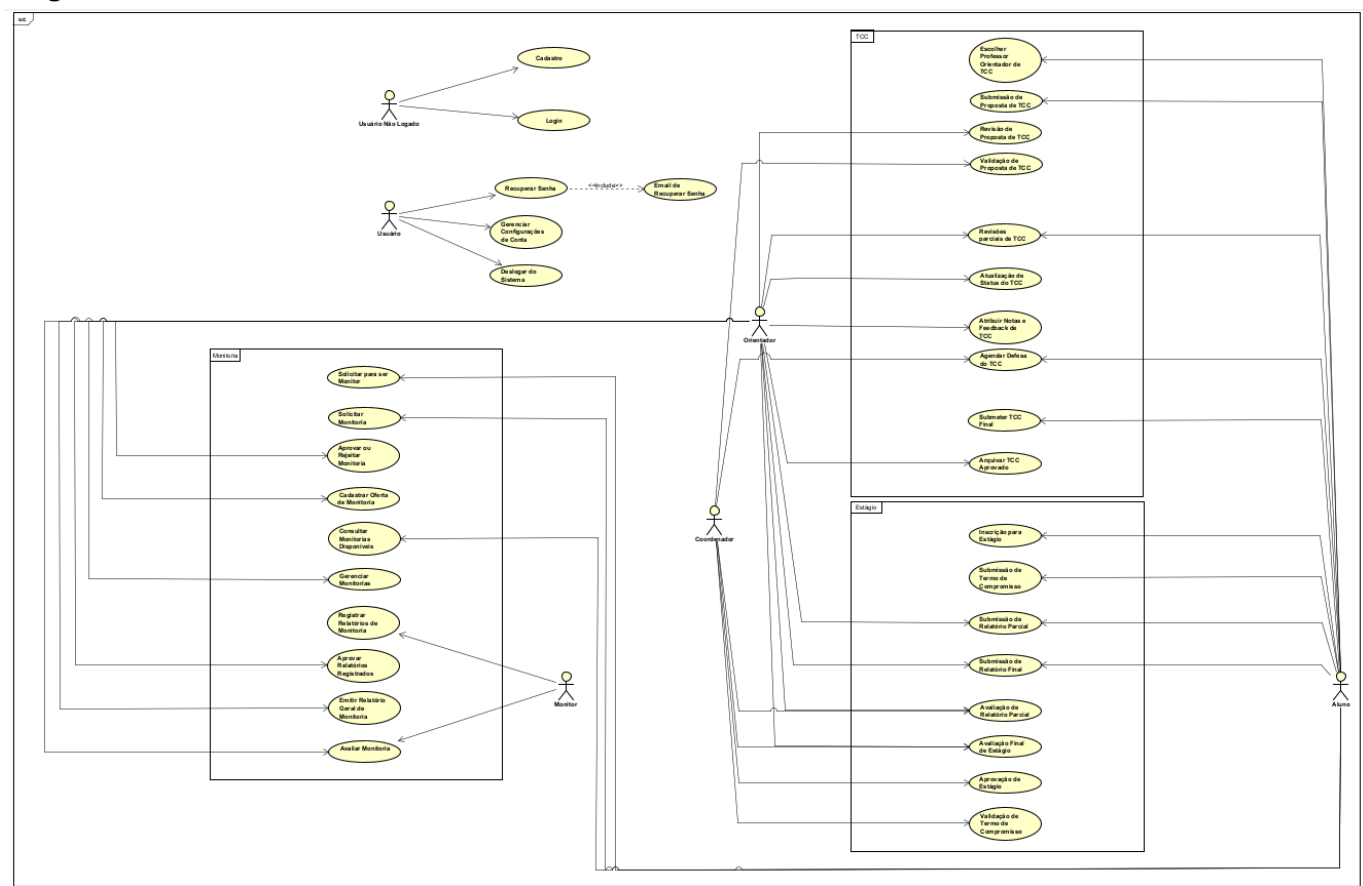 uc
Cadastro
Login
Usuário Não Logado
Recuperar Senha
<<include>>
Email de
Recuperar Senha
Gerenciar
Configurações
de Conta
Deslogar do
Sistema
Usuário
TCC
Escolher
Professor
Orientador de
TCC
Submissão de
Proposta de TCC
Revisão de
Proposta de TCC
Validação de
Proposta de TCC
Revisões
parciais de TCC
Atualização de
Status do TCC
Atribuir Notas e
Feedback de
TCC
Agendar Defesa
do TCC
Submeter TCC
Final
Arquivar TCC
Aprovado
Orientador
Monitoria
Solicitar para ser
Monitor
Solicitar
Monitoria
Aprovar ou
Rejeitar
Monitoria
Cadastrar Oferta
de Monitoria
Consultar
Monitorias
Disponíveis
Gerenciar
Monitorias
Registrar
Relatórios de
Monitoria
Aprovar
Relatórios
Registrados
Emitir Relatório
Geral de
Monitoria
Avaliar Monitoria
Monitor
Coordenador
Estágio
Inscrição para
Estágio
Submissão de
Termo de
Compromisso
Submissão de
Relatório Parcial
Submissão de
Relatório Final
Avaliação de
Relatório Parcial
Avaliação Final
de Estágio
Aprovação de
Estágio
Validação de
Termo de
Compromisso
Aluno